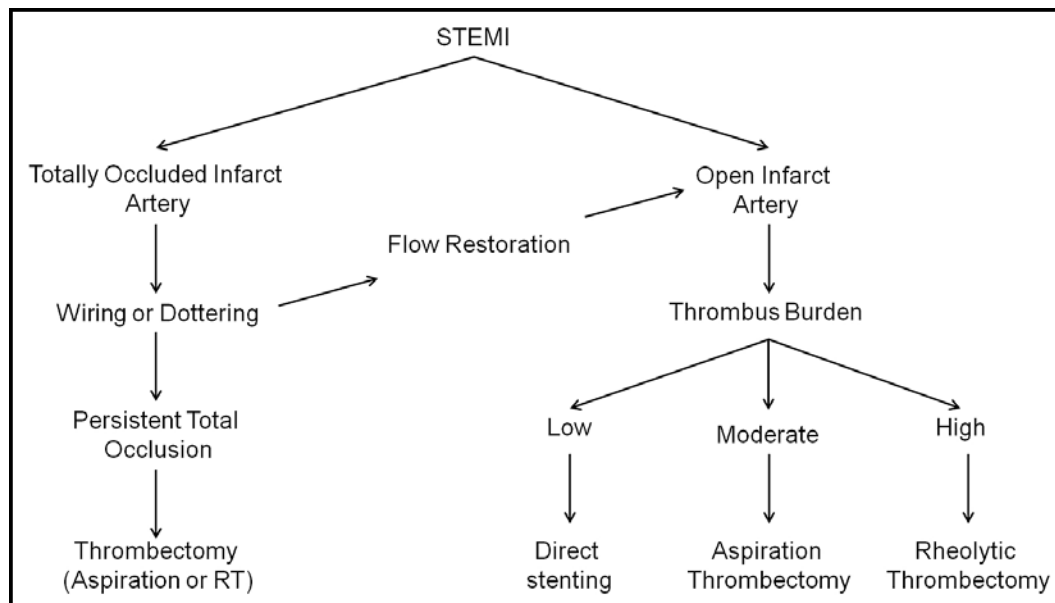 STEMI
Totally Occluded Infarct
Artery
Open Infarct
Artery
Flow Restoration
Wiring or Dottering
Thrombus Burden
Persistent Total
Occlusion
Low
Moderate
High
Thrombectomy
(Aspiration or RT)
Direct
stenting
Aspiration
Thrombectomy
Rheolytic
Thrombectomy